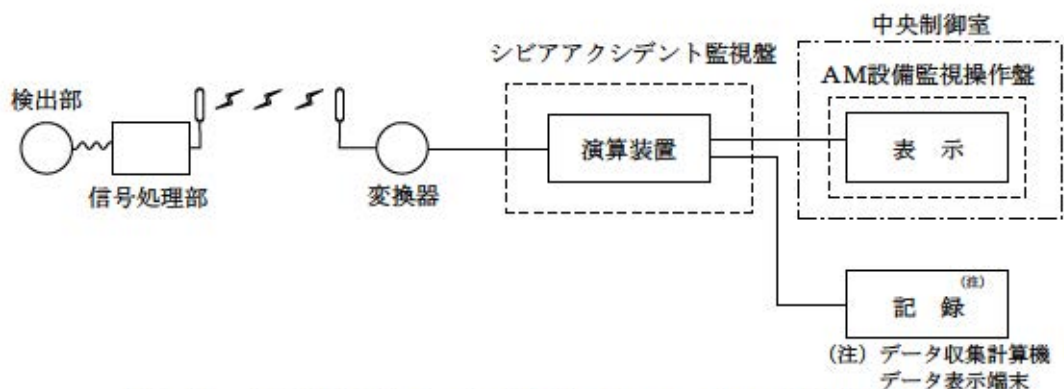 中央制御室
シビアアクシデント監視盤
AM設備監視操作盤
検出部
演算装置
表 示
信号処理部
変換器
(注)
記 録
(注) データ収集計算機
データ表示端末